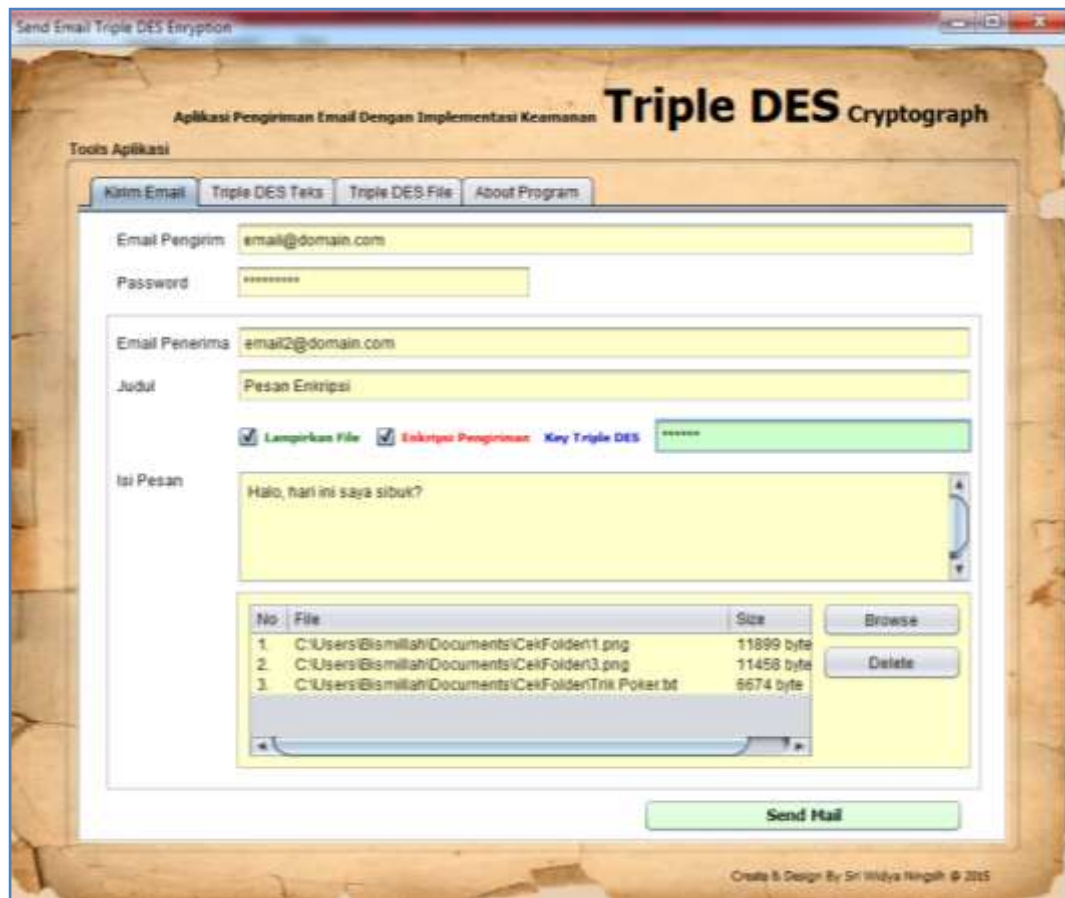 Send Email Triple DES Enryption
Aplikasi Pengiriman Email Dengan Implementasi Keamanan Triple DES Cryptograph
Tools Aplikasi
Kirim Email Triple DES Teks Triple DES File About Program
Email Pengirim email@domain.com
Password *********
Email Penerima email2@domain.com
Judul Pesan Enkripsi
Lampirkan File Enkripsi Pengiriman Key Triple DES ******
Isi Pesan
Halo, hari ini saya sibuk?
No File Size Browse
1. C:\Users\Bismillah\Documents\CekFolder\1.png 11899 byte
2. C:\Users\Bismillah\Documents\CekFolder\3.png 11458 byte Delete
3. C:\Users\Bismillah\Documents\CekFolder\Trik Poker.txt 6674 byte
Send Mail
Create & Design By Sri Widya Ningsih @ 2015